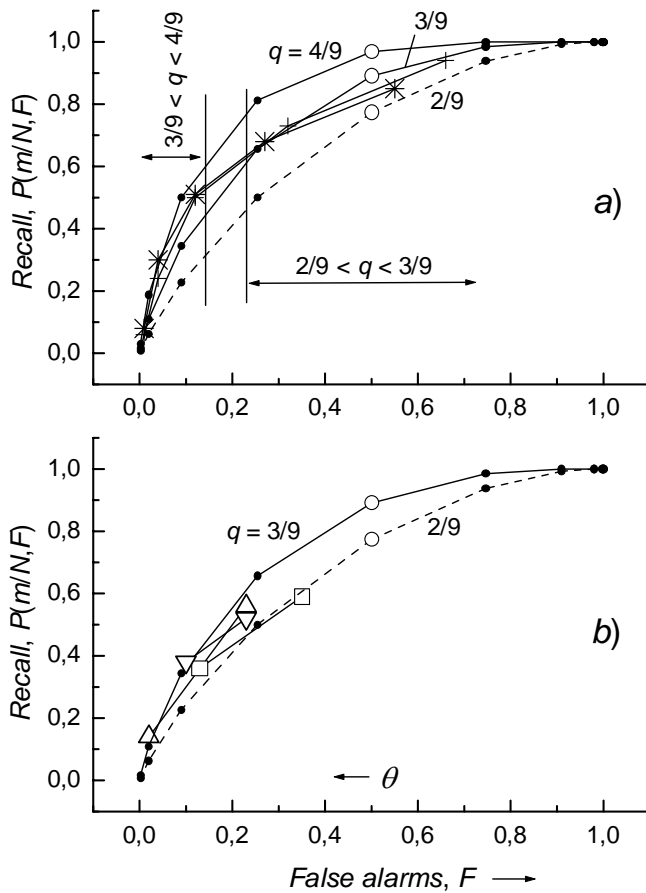 1,0
0,8
0,6
0,4
0,2
0,0
Recall, P(m/N,F)
3/9 < q < 4/9
q = 4/9
3/9
2/9
a)
2/9 < q < 3/9
0,0 0,2 0,4 0,6 0,8 1,0
1,0
0,8
0,6
0,4
0,2
0,0
Recall, P(m/N,F)
q = 3/9
2/9
b)
θ
0,0 0,2 0,4 0,6 0,8 1,0
False alarms, F